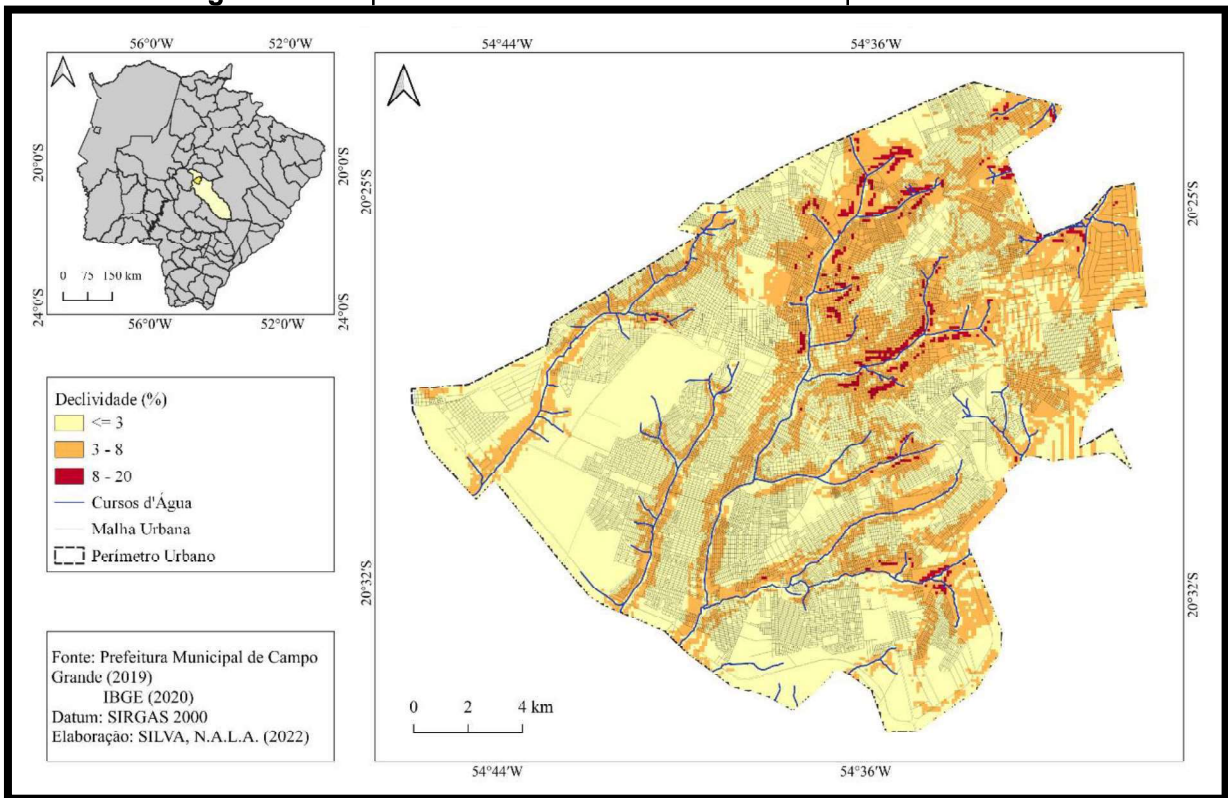 56°0'W 52°0'W
54°44'W 54°36'W
20°0'S
20°0'S
24°0'S
24°0'S
0 75 150 km
56°0'W 52°0'W
20°25'S
20°25'S
Declividade (%)
<= 3
3 - 8
8 - 20
Cursos d'Água
Malha Urbana
Perímetro Urbano
20°32'S
20°32'S
Fonte: Prefeitura Municipal de Campo
Grande (2019)
IBGE (2020)
Datum: SIRGAS 2000
Elaboração: SILVA, N.A.L.A. (2022)
0 2 4 km
54°44'W 54°36'W